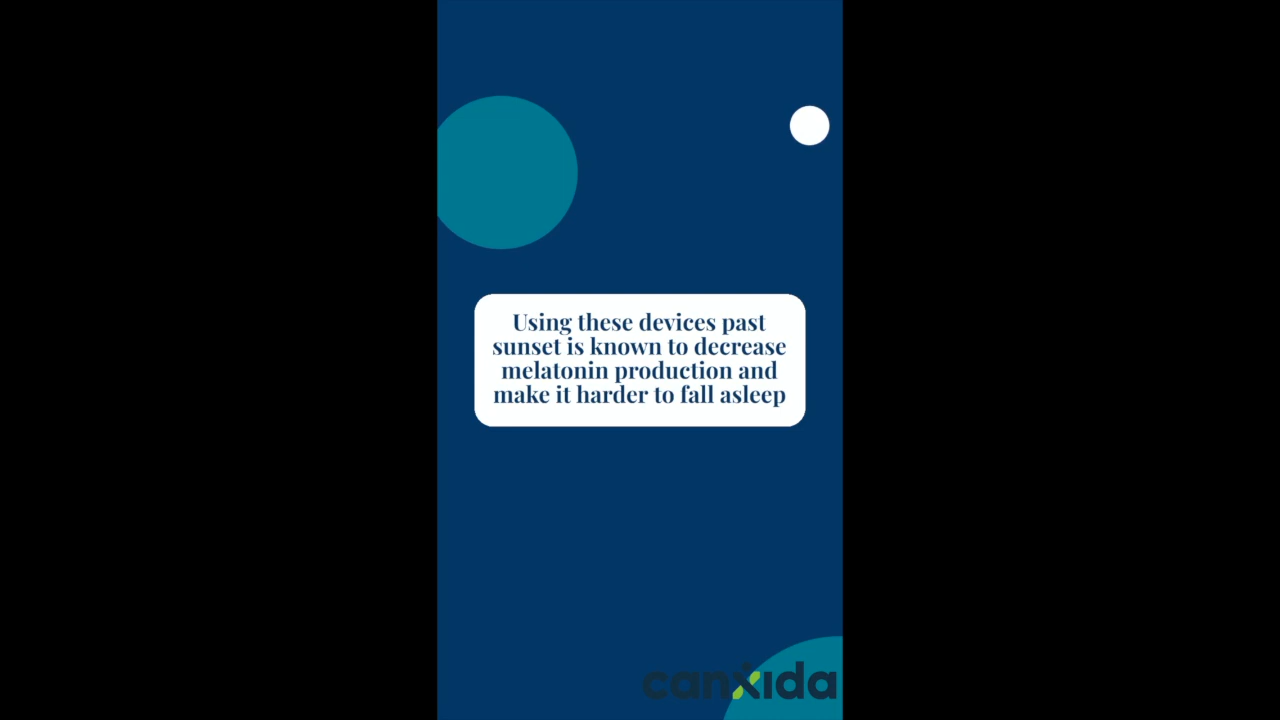 Using these devices past
sunset is known to decrease
melatonin production and
make it harder to fall asleep
canxida